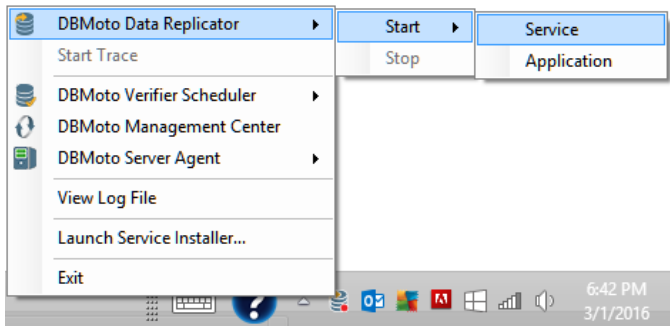 DBMoto Data Replicator
Start
Service
Start Trace
Stop
Application
DBMoto Verifier Scheduler
DBMoto Management Center
DBMoto Server Agent
View Log File
Launch Service Installer...
Exit
6:42 PM
3/1/2016